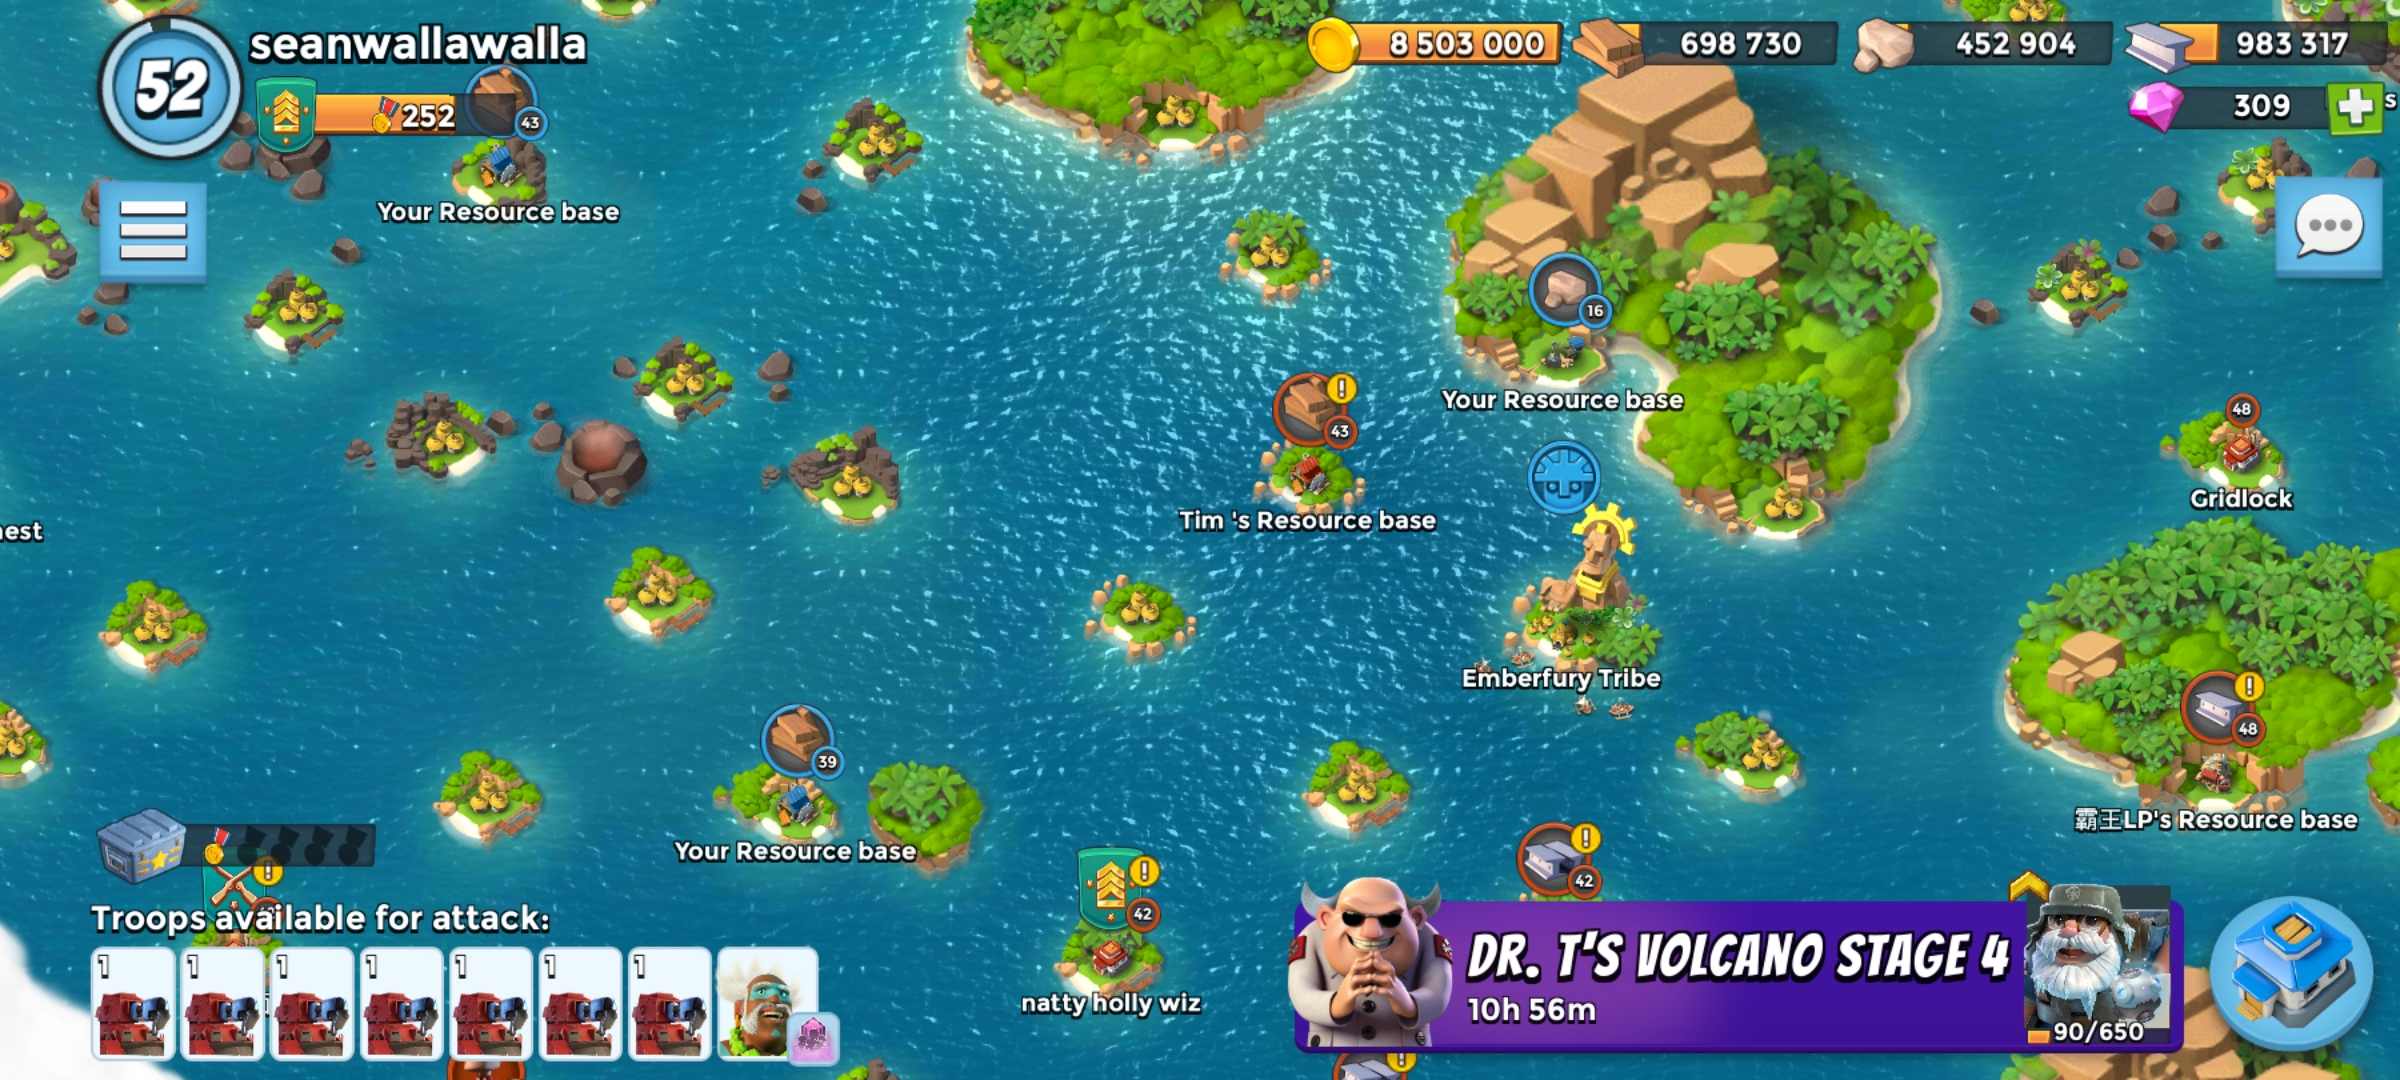 52
seanwallawalla
252
8 503 000
698 730
452 904
983 317
309
s
43
Your Resource base
16
Your Resource base
43
Tim 's Resource base
48
Gridlock
nest
Emberfury Tribe
48
霸王LP's Resource base
39
Your Resource base
42
natty holly wiz
42
Troops available for attack:
1
1
1
1
1
1
1
DR. T'S VOLCANO STAGE 4
10h 56m
90/650